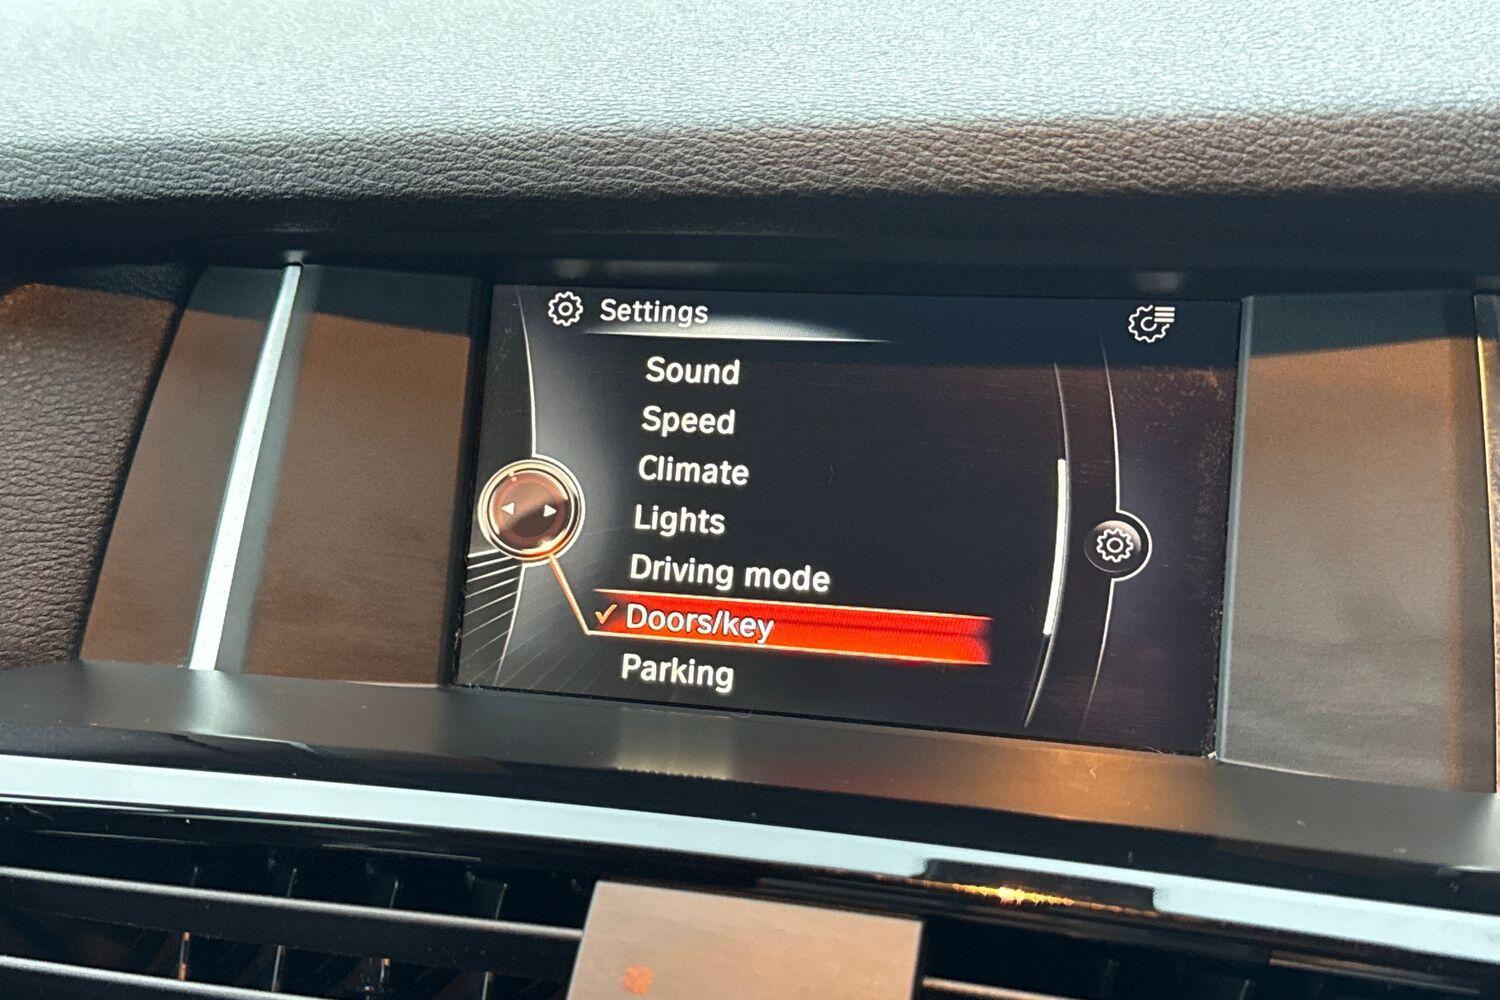 Settings
Sound
Speed
Climate
Lights
Driving mode
Doors/key
Parking